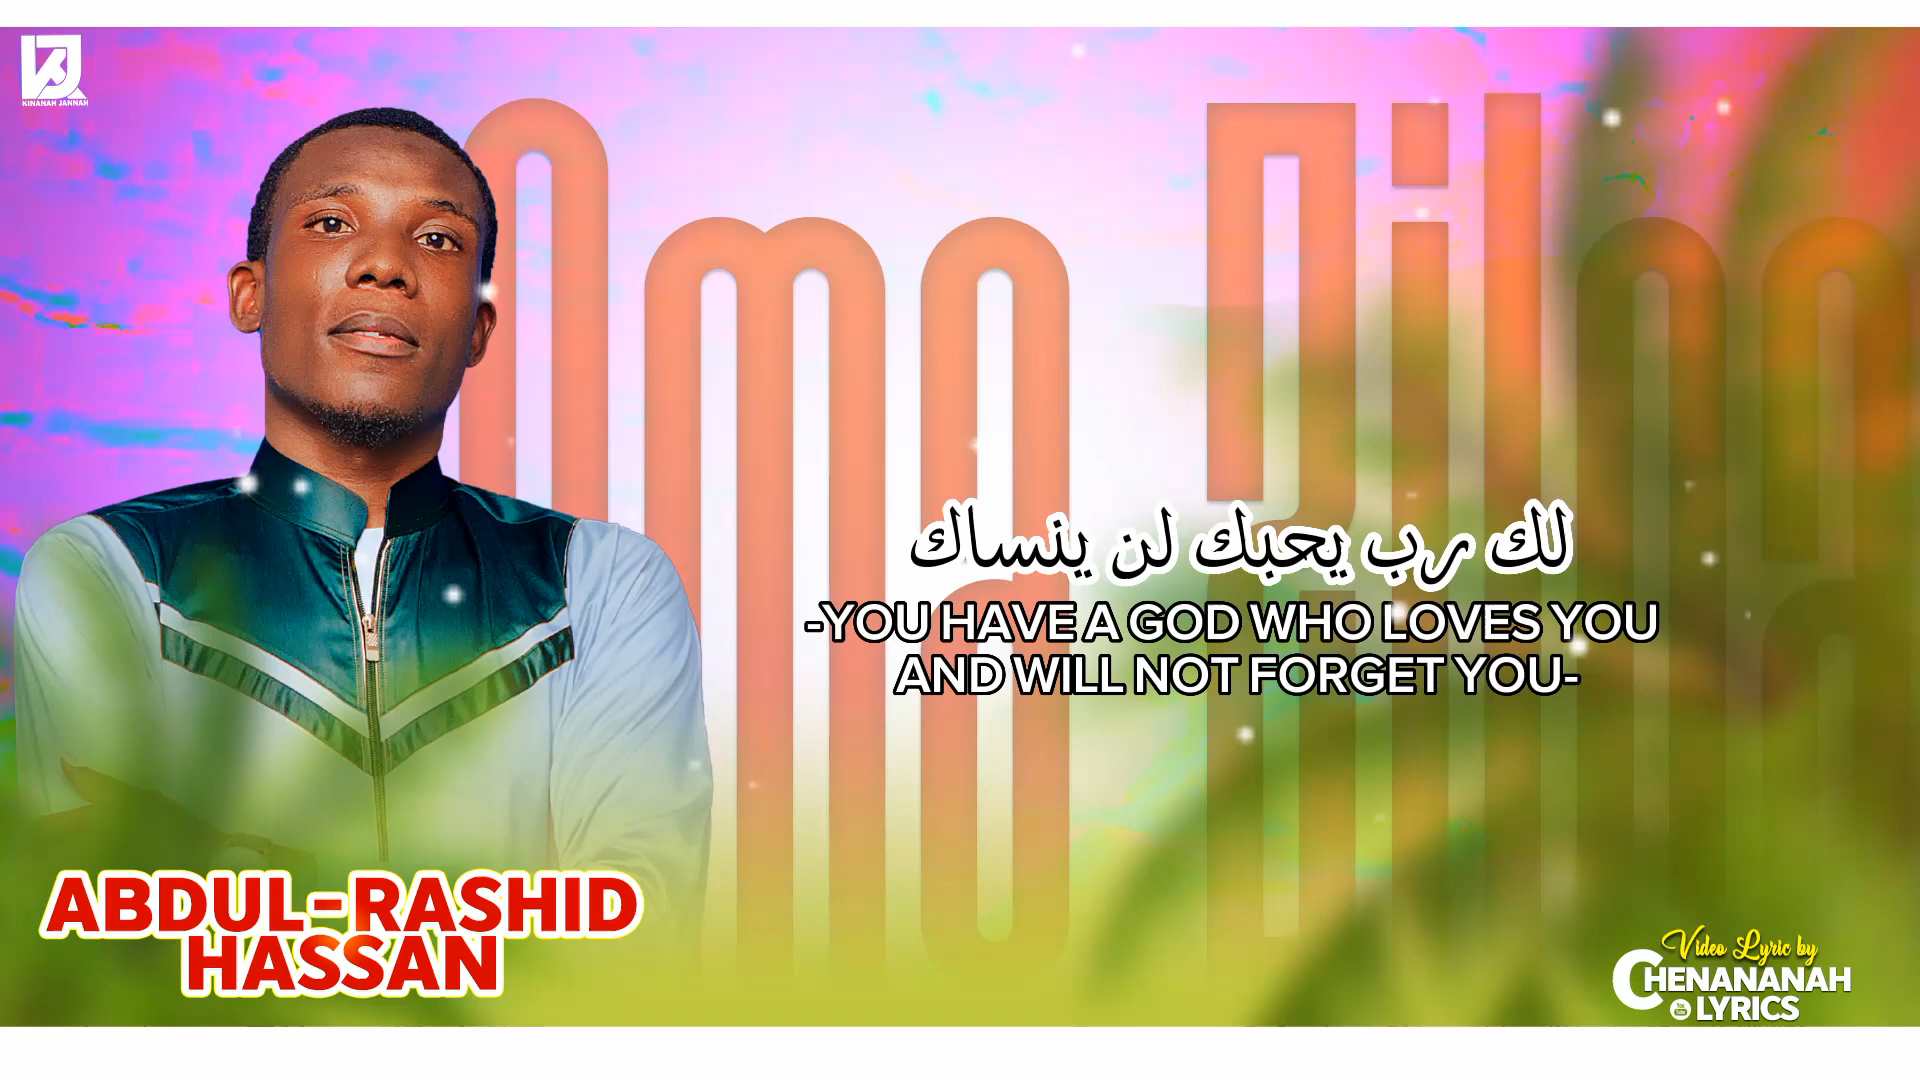 KINANAH JANNAH
لك رب يحبك لن ينساك
-YOU HAVE A GOD WHO LOVES YOU
AND WILL NOT FORGET YOU-
ABDUL-RASHID
HASSAN
Video Lyric by
CHENANANAH
LYRICS